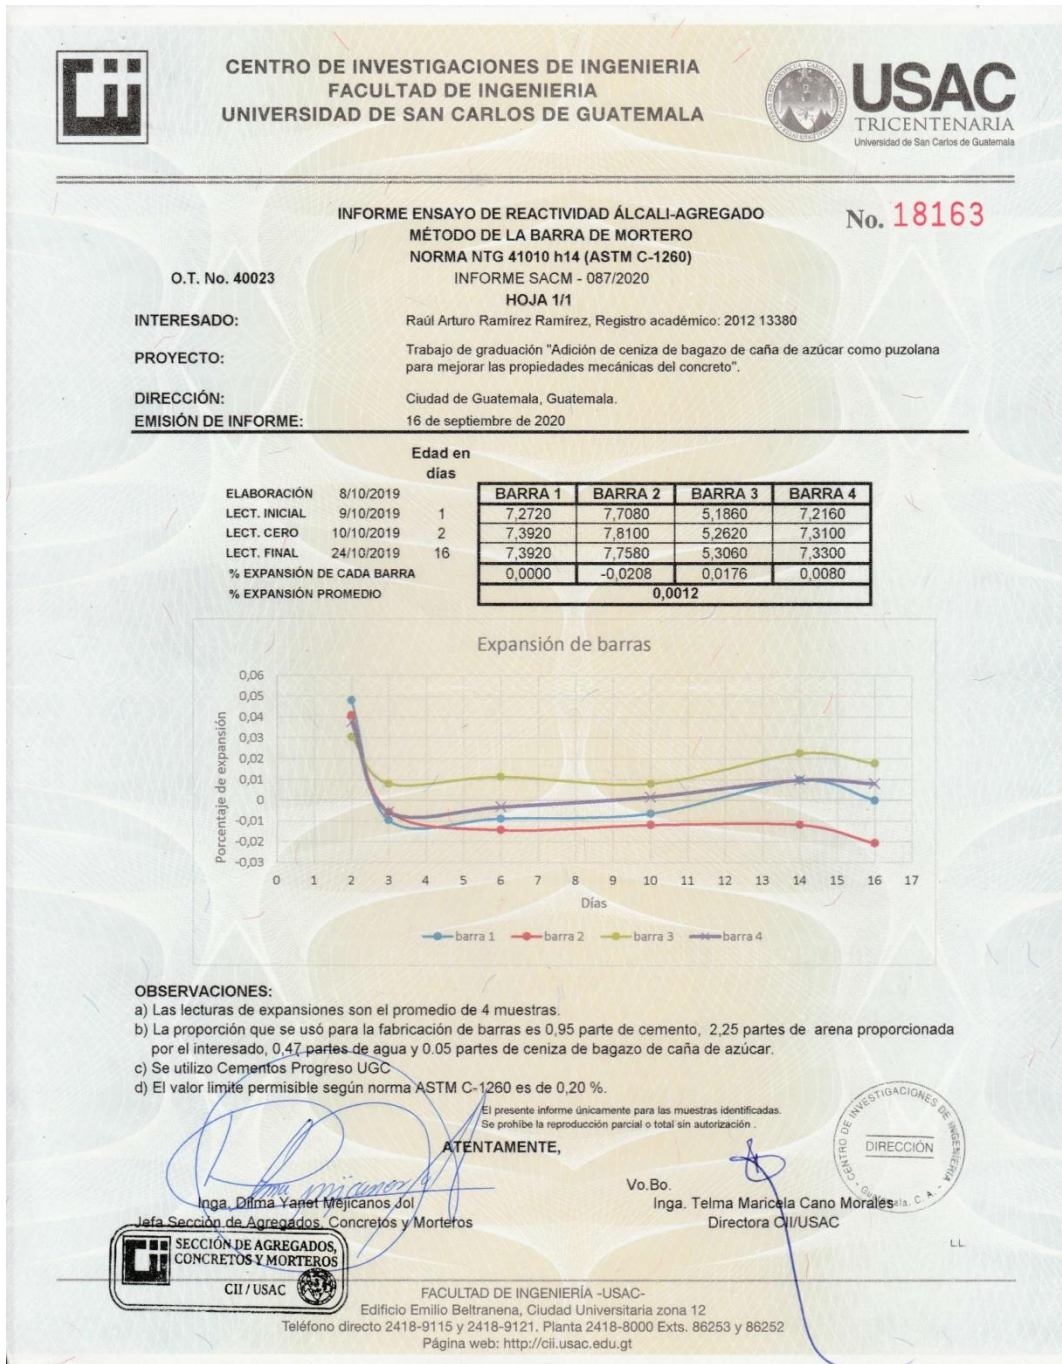 CENTRO DE INVESTIGACIONES DE INGENIERIA
FACULTAD DE INGENIERIA
UNIVERSIDAD DE SAN CARLOS DE GUATEMALA
Cii
USAC
TRICENTENARIA
Universidad de San Carlos de Guatemala
INFORME ENSAYO DE REACTIVIDAD ÁLCALI-AGREGADO
No. 18163
MÉTODO DE LA BARRA DE MORTERO
NORMA NTG 41010 h14 (ASTM C-1260)
O.T. No. 40023 INFORME SACM - 087/2020
HOJA 1/1
INTERESADO: Raúl Arturo Ramírez Ramírez, Registro académico: 2012 13380
PROYECTO: Trabajo de graduación "Adición de ceniza de bagazo de caña de azúcar como puzolana
para mejorar las propiedades mecánicas del concreto".
DIRECCIÓN: Ciudad de Guatemala, Guatemala.
EMISIÓN DE INFORME: 16 de septiembre de 2020
Edad en
días
ELABORACIÓN 8/10/2019 BARRA 1 BARRA 2 BARRA 3 BARRA 4
LECT. INICIAL 9/10/2019 1 7,2720 7,7080 5,1860 7,2160
LECT. CERO 10/10/2019 2 7,3920 7,8100 5,2620 7,3100
LECT. FINAL 24/10/2019 16 7,3920 7,7580 5,3060 7,3300
% EXPANSIÓN DE CADA BARRA 0,0000 -0,0208 0,0176 0,0080
% EXPANSIÓN PROMEDIO 0,0012
Expansión de barras
Porcentaje de expansión
0,06
0,05
0,04
0,03
0,02
0,01
0
-0,01
-0,02
-0,03
0 1 2 3 4 5 6 7 8 9 10 11 12 13 14 15 16 17
Días
barra 1 barra 2 barra 3 barra 4
OBSERVACIONES:
a) Las lecturas de expansiones son el promedio de 4 muestras.
b) La proporción que se usó para la fabricación de barras es 0,95 parte de cemento, 2,25 partes de arena proporcionada
por el interesado, 0,47 partes de agua y 0.05 partes de ceniza de bagazo de caña de azúcar.
c) Se utilizo Cementos Progreso UGC
d) El valor limite permisible según norma ASTM C-1260 es de 0,20 %.
El presente informe únicamente para las muestras identificadas.
Se prohibe la reproducción parcial o total sin autorización .
ATENTAMENTE,
CENTRO DE INVESTIGACIONES DE INGENIERIA
DIRECCIÓN
Guatemala, C. A.
Inga. Dilma Yanet Mejicanos Jol
Jefa Sección de Agregados, Concretos y Morteros
Vo.Bo.
Inga. Telma Maricela Cano Morales
Directora CII/USAC
LL
Cii
SECCIÓN DE AGREGADOS,
CONCRETOS Y MORTEROS
CII / USAC
FACULTAD DE INGENIERÍA -USAC-
Edificio Emilio Beltranena, Ciudad Universitaria zona 12
Teléfono directo 2418-9115 y 2418-9121. Planta 2418-8000 Exts. 86253 y 86252
Página web: http://cii.usac.edu.gt